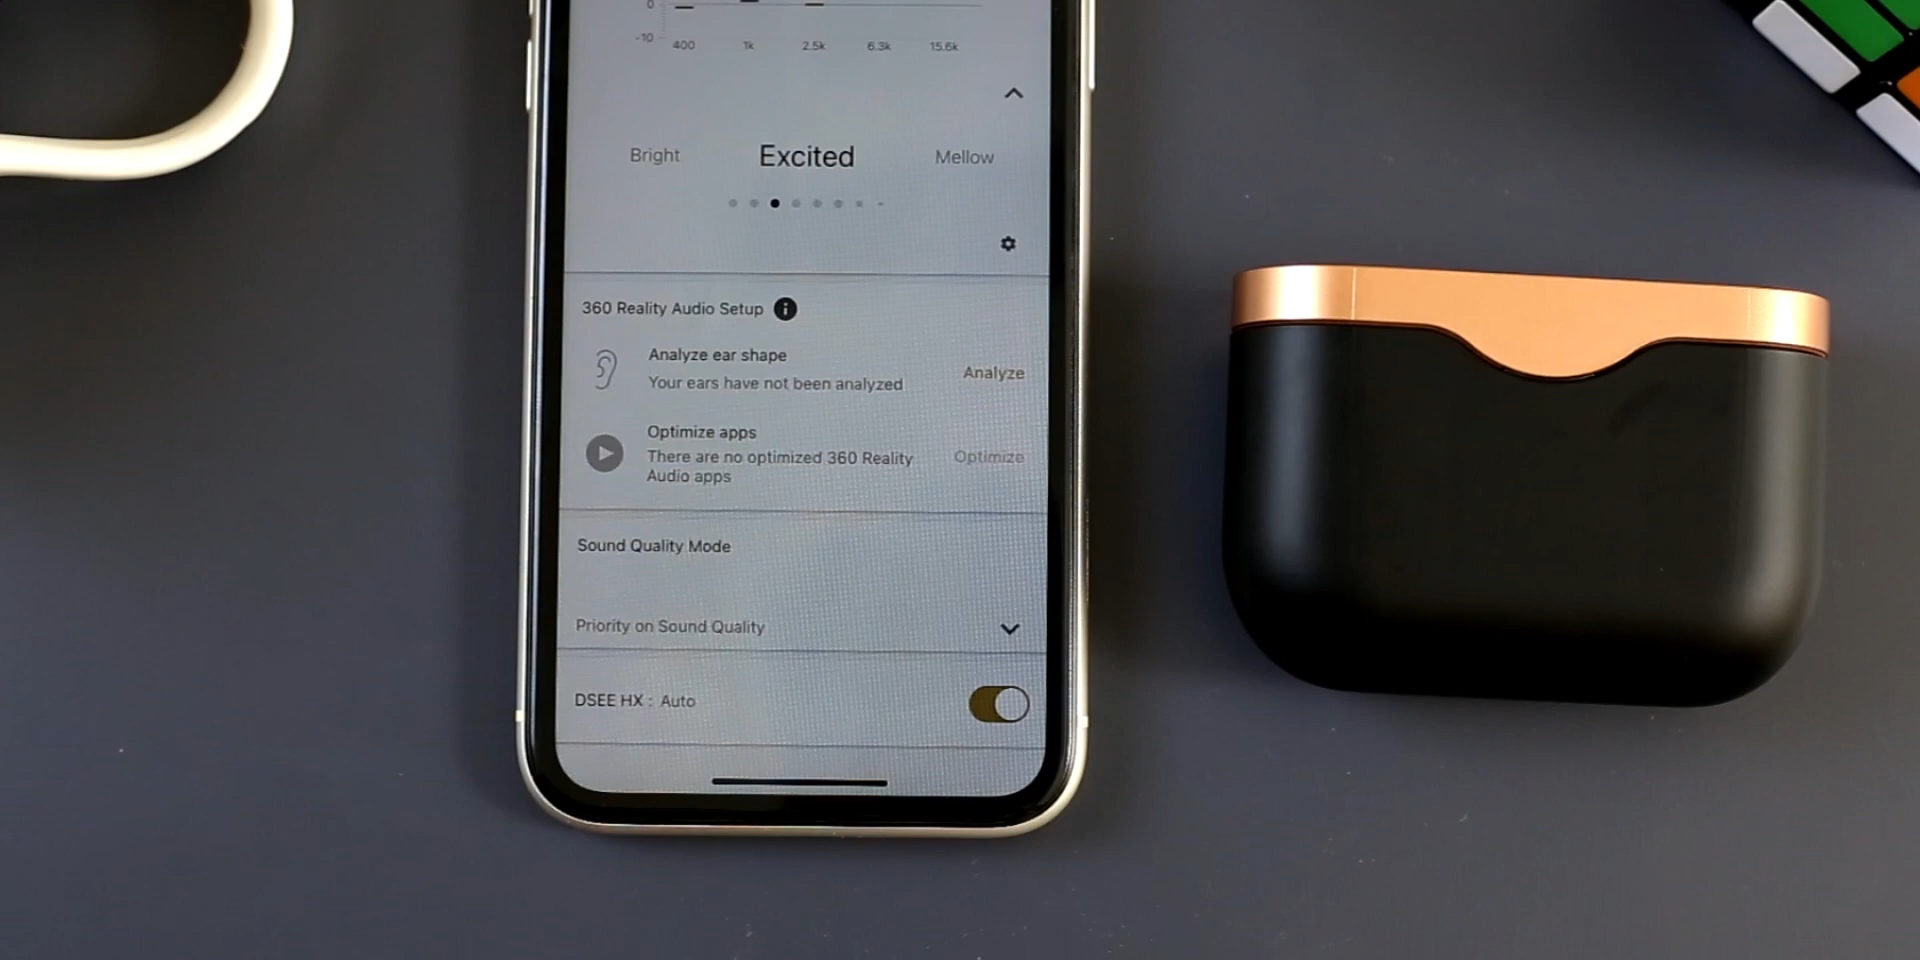 0
-10
400 1k 2.5k 6.3k 15.6k
Bright Excited Mellow
360 Reality Audio Setup i
Analyze ear shape
Your ears have not been analyzed
Analyze
Optimize apps
There are no optimized 360 Reality
Audio apps
Optimize
Sound Quality Mode
Priority on Sound Quality
DSEE HX : Auto